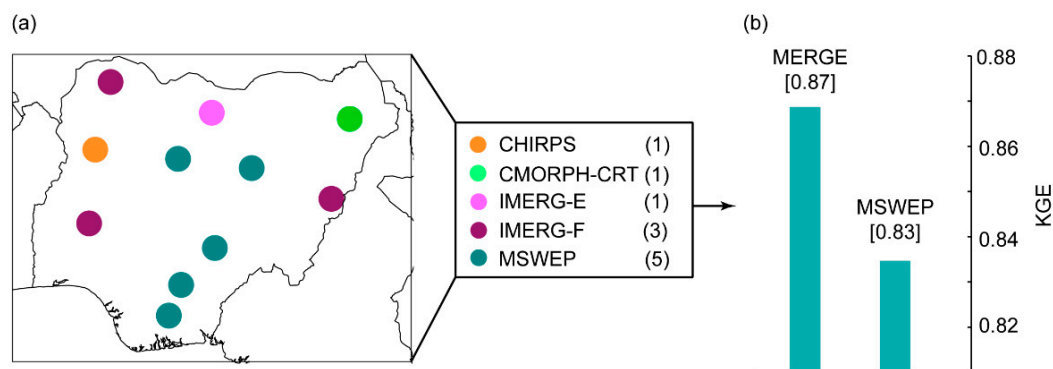 (a)
CHIRPS (1)
CMORPH-CRT (1)
IMERG-E (1)
IMERG-F (3)
MSWEP (5)
(b)
MERGE
[0.87]
MSWEP
[0.83]
0.88
0.86
0.84
0.82
KGE